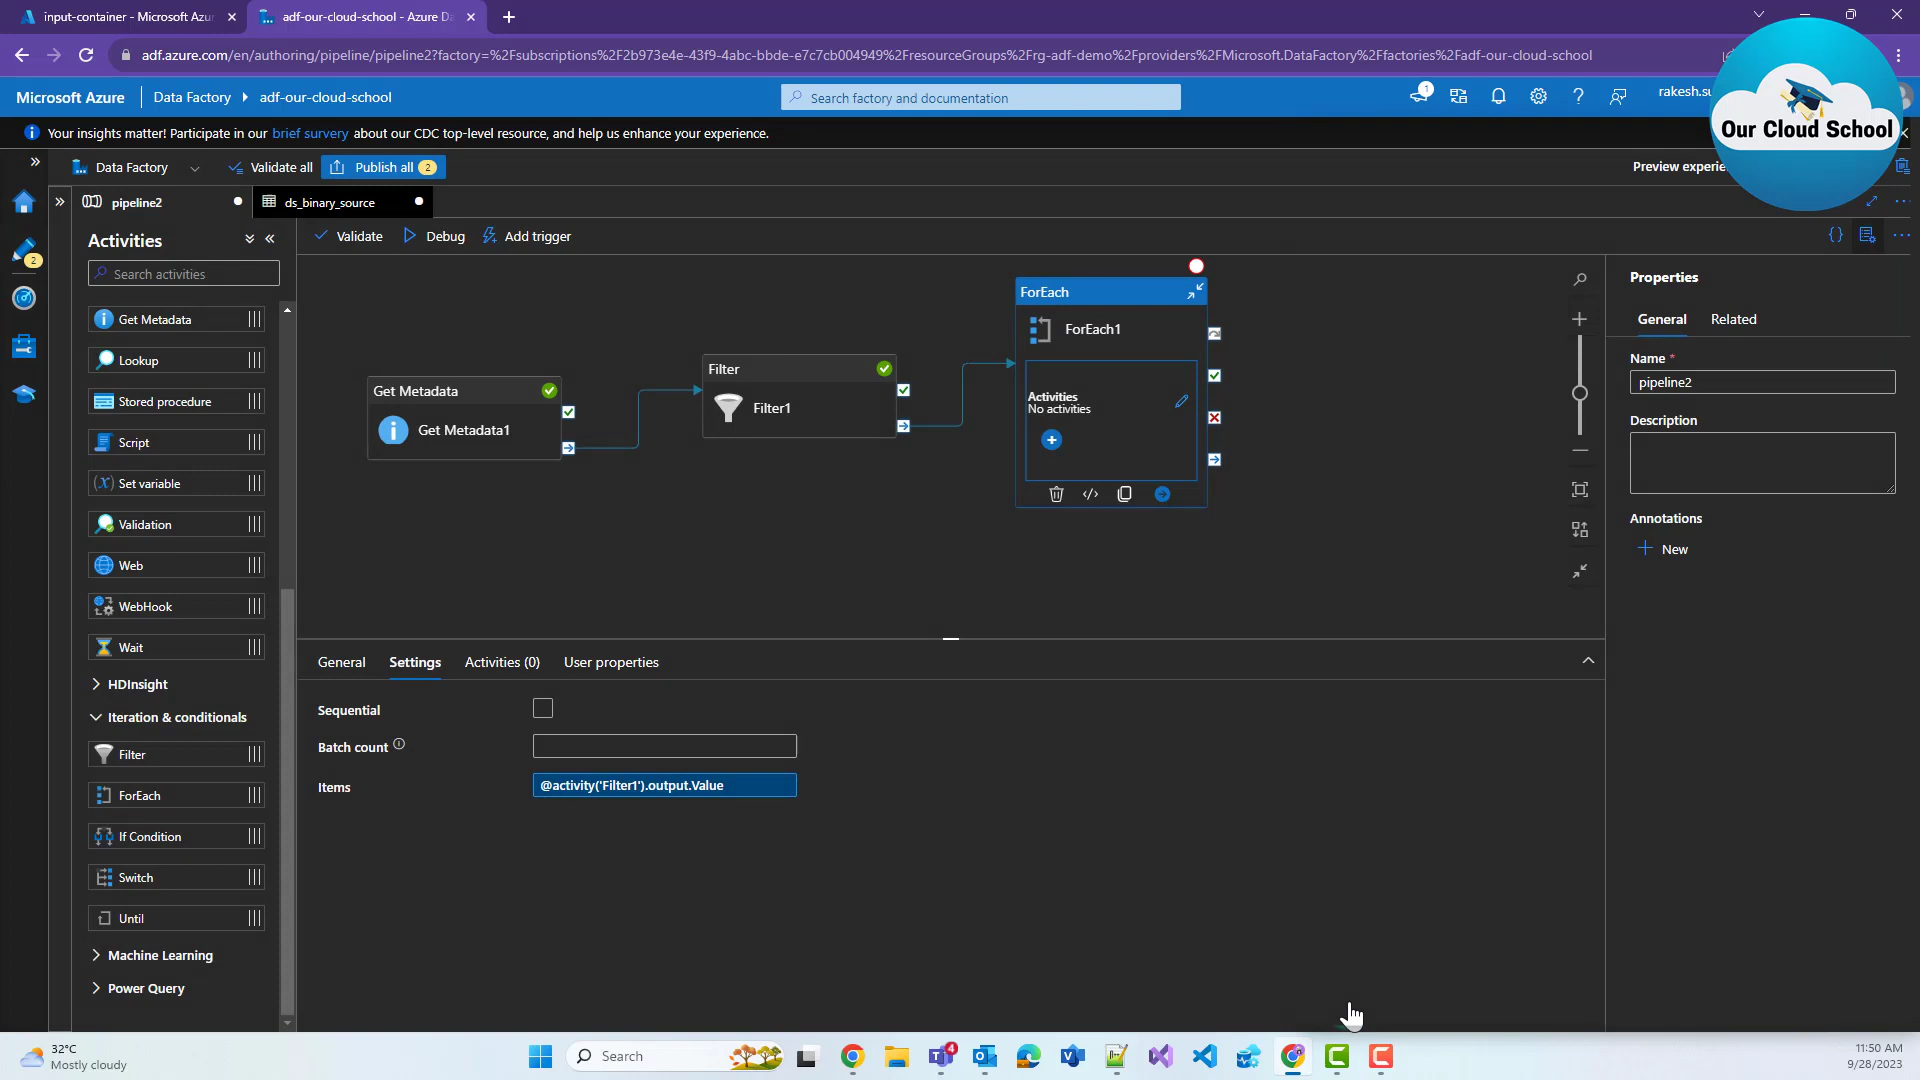 input-container - Microsoft Azu
adf-our-cloud-school - Azure Da
adf.azure.com/en/authoring/pipeline/pipeline2?factory=%2Fsubscriptions%2F2b973e4e-43f9-4abc-bbde-e7c7cb004949%2FresourceGroups%2Frg-adf-demo%2Fproviders%2FMicrosoft.DataFactory%2Ffactories%2Fadf-our-cloud-school
Microsoft Azure
Data Factory
adf-our-cloud-school
Search factory and documentation
1
rakesh.su
Our Cloud School
Your insights matter! Participate in our brief survey about our CDC top-level resource, and help us enhance your experience.
Data Factory
Validate all
Publish all 2
Preview experie
pipeline2
ds_binary_source
2
Activities
Search activities
Validate
Debug
Add trigger
Get Metadata
Lookup
Stored procedure
Script
Set variable
Validation
Web
WebHook
Wait
HDInsight
Iteration & conditionals
Filter
ForEach
If Condition
Switch
Until
Machine Learning
Power Query
Get Metadata
Get Metadata1
Filter
Filter1
ForEach
ForEach1
Activities
No activities
General
Settings
Activities (0)
User properties
Sequential
Batch count
Items
@activity('Filter1').output.Value
Properties
General
Related
Name *
pipeline2
Description
Annotations
New
32°C
Mostly cloudy
Search
4
11:50 AM
9/28/2023